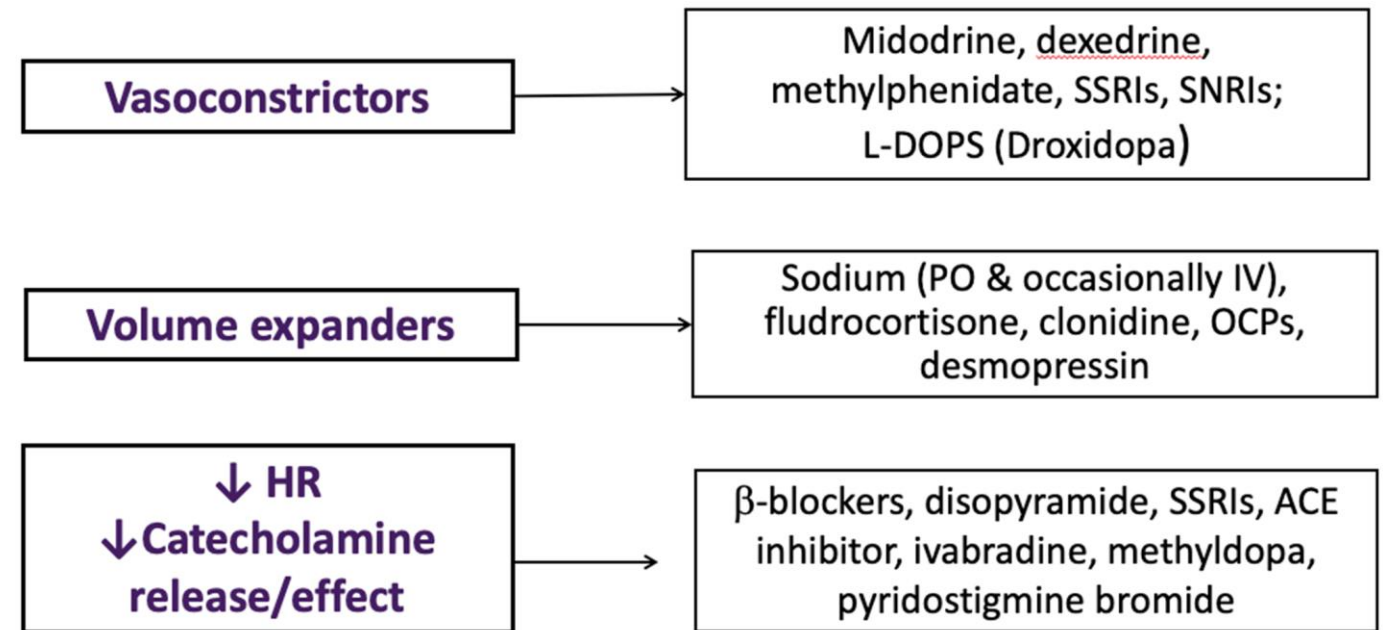 Vasoconstrictors
Midodrine, dexedrine,
methylphenidate, SSRIs, SNRIs;
L-DOPS (Droxidopa)
Volume expanders
Sodium (PO & occasionally IV),
fludrocortisone, clonidine, OCPs,
desmopressin
↓ HR
↓Catecholamine
release/effect
β-blockers, disopyramide, SSRIs, ACE
inhibitor, ivabradine, methyldopa,
pyridostigmine bromide